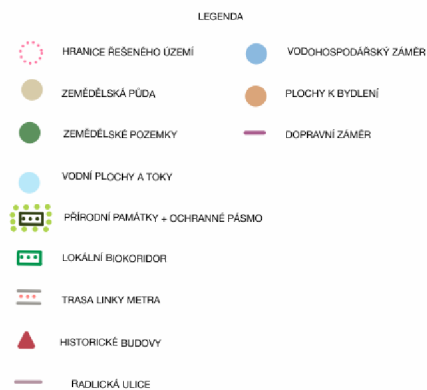 LEGENDA
HRANICE ŘEŠENÉHO ÚZEMÍ
ZEMĚDĚLSKÁ PŮDA
ZEMĚDĚLSKÉ POZEMKY
VODNÍ PLOCHY A TOKY
PŘÍRODNÍ PAMÁTKY + OCHRANNÉ PÁSMO
LOKÁLNÍ BIOKORIDOR
TRASA LINKY METRA
HISTORICKÉ BUDOVY
RADLICKÁ ULICE
VODOHOSPODÁŘSKÝ ZÁMĚR
PLOCHY K BYDLENÍ
DOPRAVNÍ ZÁMĚR